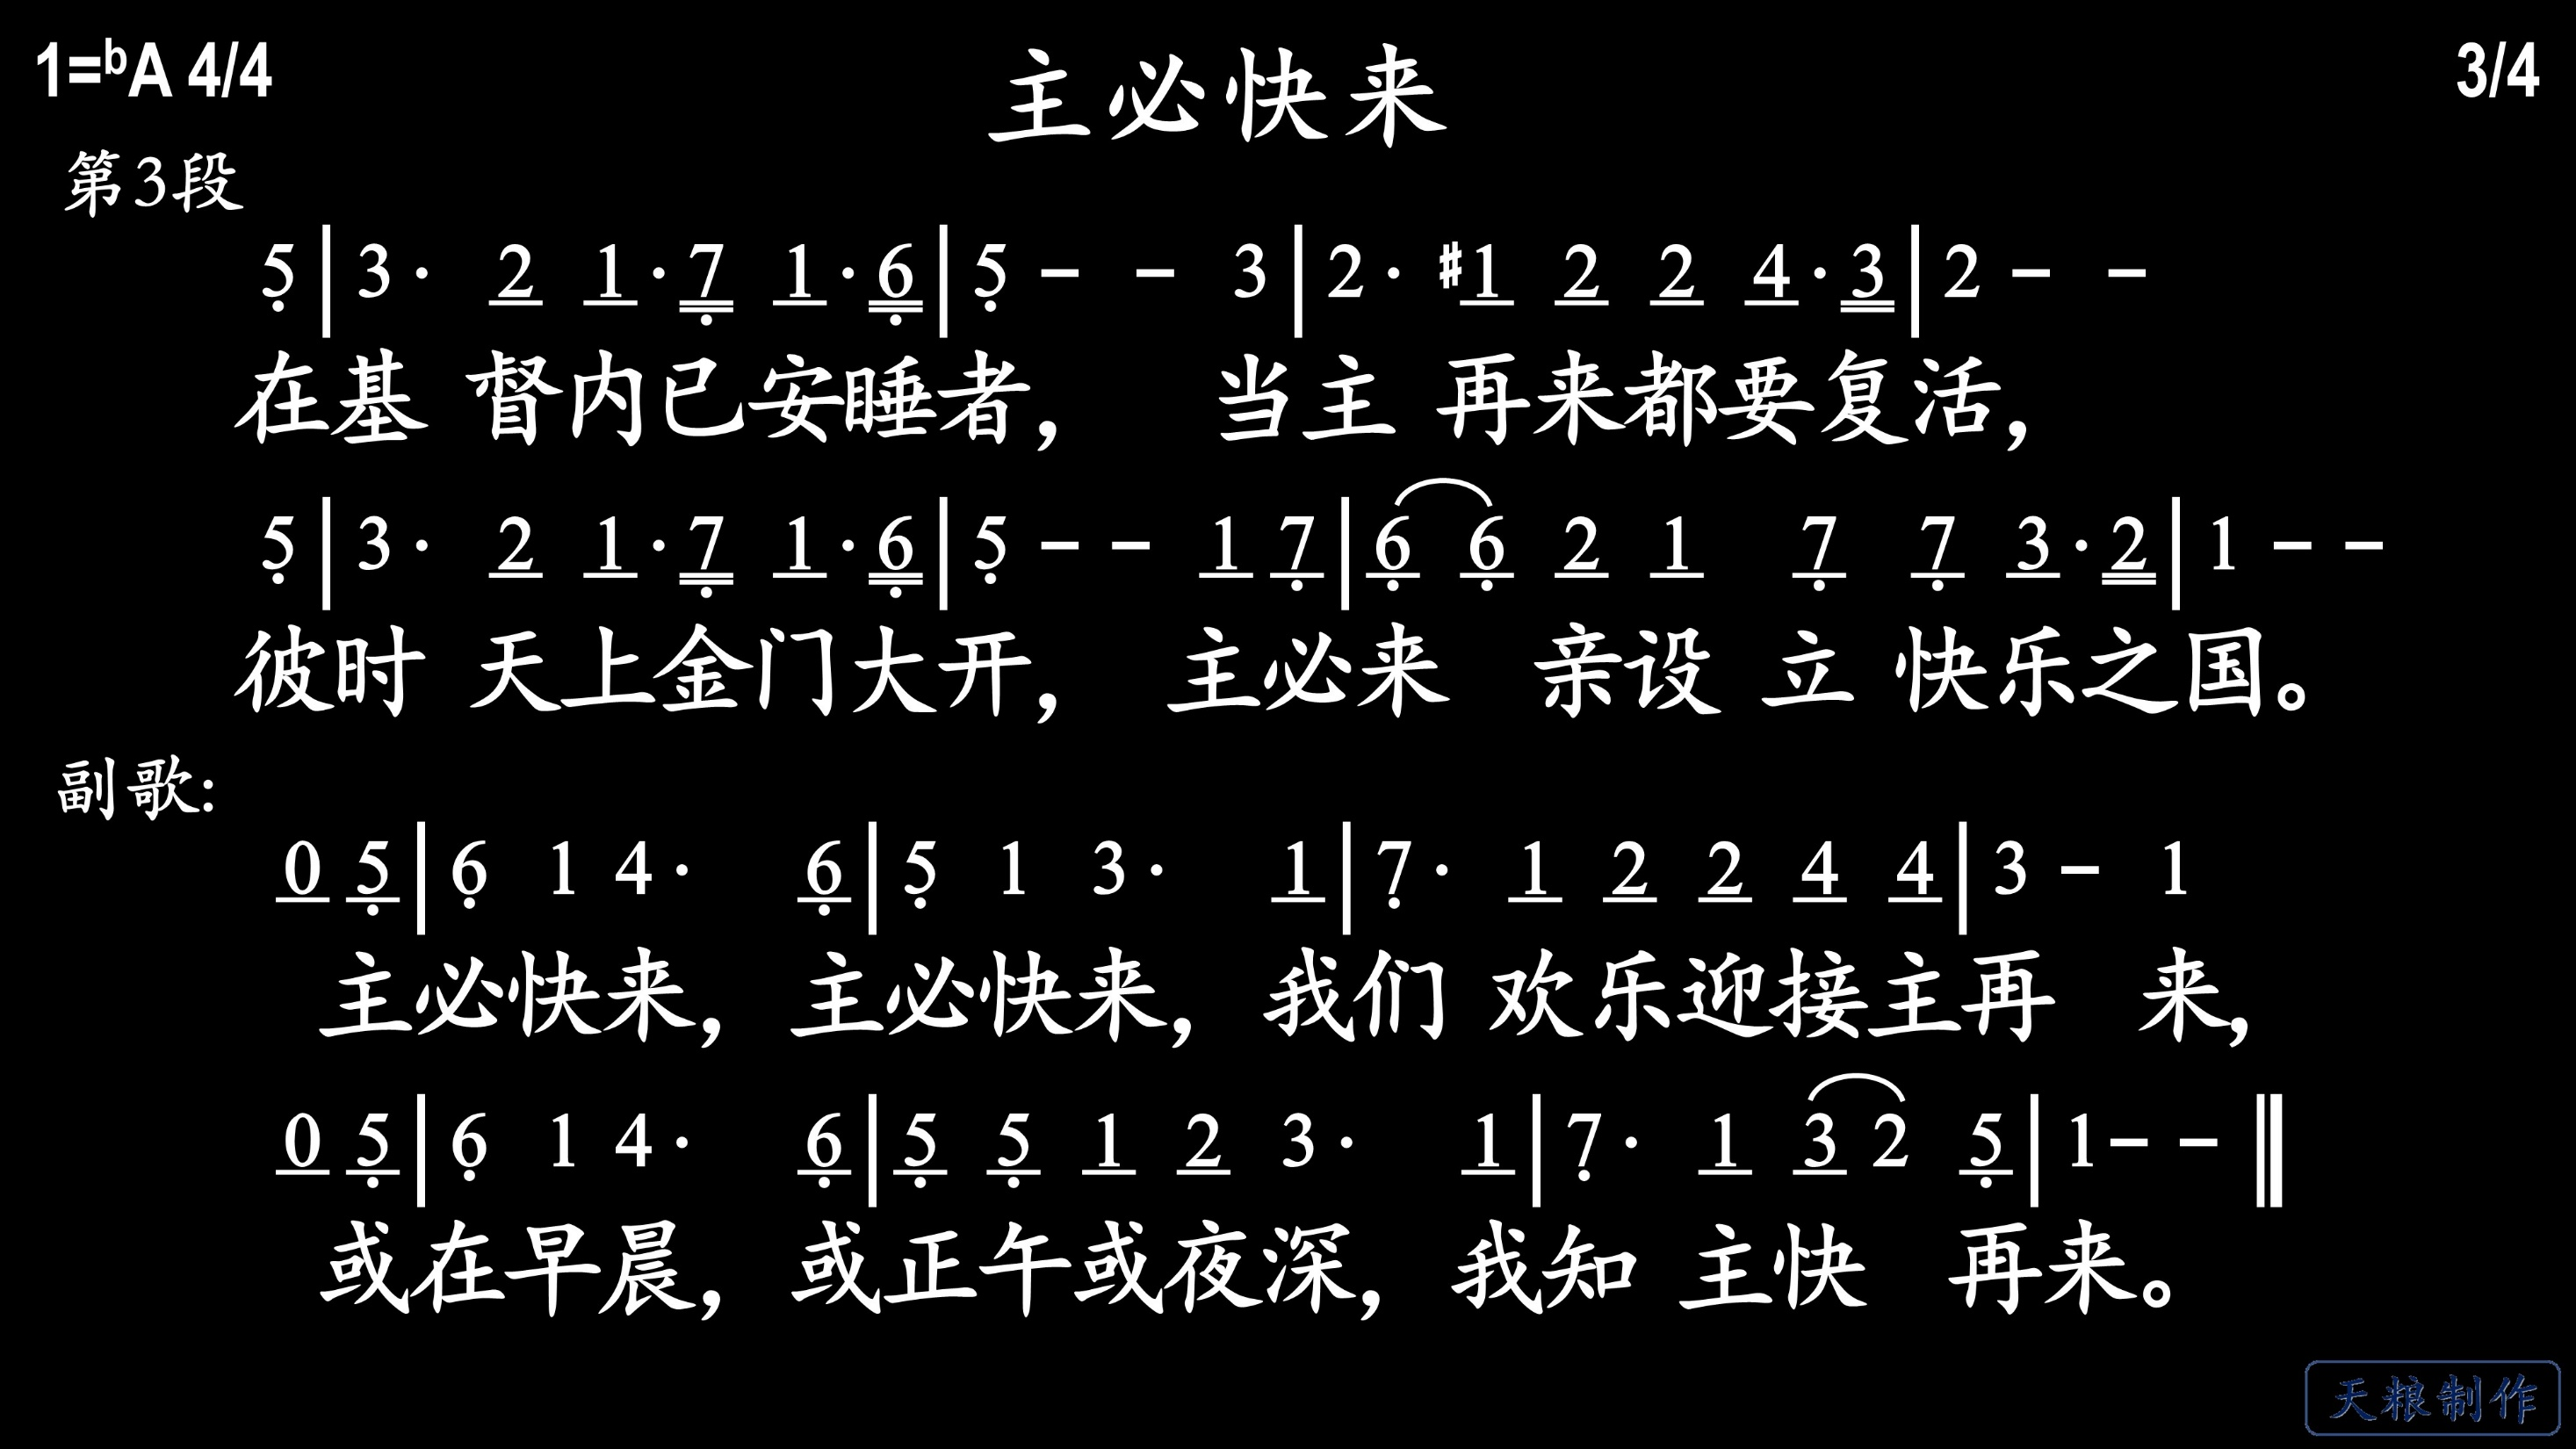 1=bA 4/4 主必快来 3/4
第3段
5 | 3· 2 1·7 1·6 | 5 – – 3 | 2· #1 2 2 4·3 | 2 – –
在基 督内已安睡者， 当主 再来都要复活，
5 | 3· 2 1·7 1·6 | 5 – – 1 7 | 6 6 2 1 7 7 3·2 | 1 – –
彼时 天上金门大开， 主必来 亲设 立 快乐之国。
副歌:
0 5 | 6 1 4· 6 | 5 1 3· 1 | 7· 1 2 2 4 4 | 3 – 1
主必快来，主必快来，我们 欢乐迎接主再 来，
0 5 | 6 1 4· 6 | 5 5 1 2 3· 1 | 7· 1 3 2 5 | 1 – – ‖
或在早晨，或正午或夜深，我知 主快 再来。
天粮制作